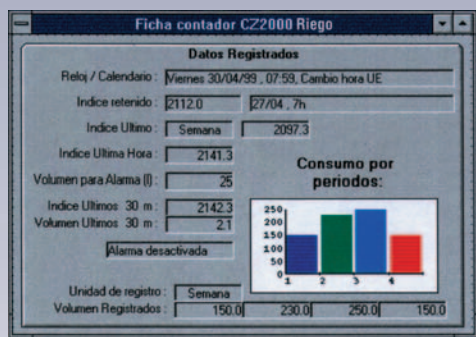 Ficha contador CZ2000 Riego
Datos Registrados
Reloj / Calendario : Viernes 30/04/99 , 07:59, Cambio hora UE
Indice retenido : 2112.0 27/04 , 7h
Indice Ultimo : Semana 2097.3
Indice Ultima Hora : 2141.3
Volumen para Alarma (l) : 25
Indice Ultimos 30 m : 2142.3
Volumen Ultimos 30 m : 2.1
Alarma desactivada
Consumo por
periodos:
250
200
150
100
50
0
1 2 3 4
Unidad de registro : Semana
Volumen Registrados : 150.0 230.0 250.0 150.0